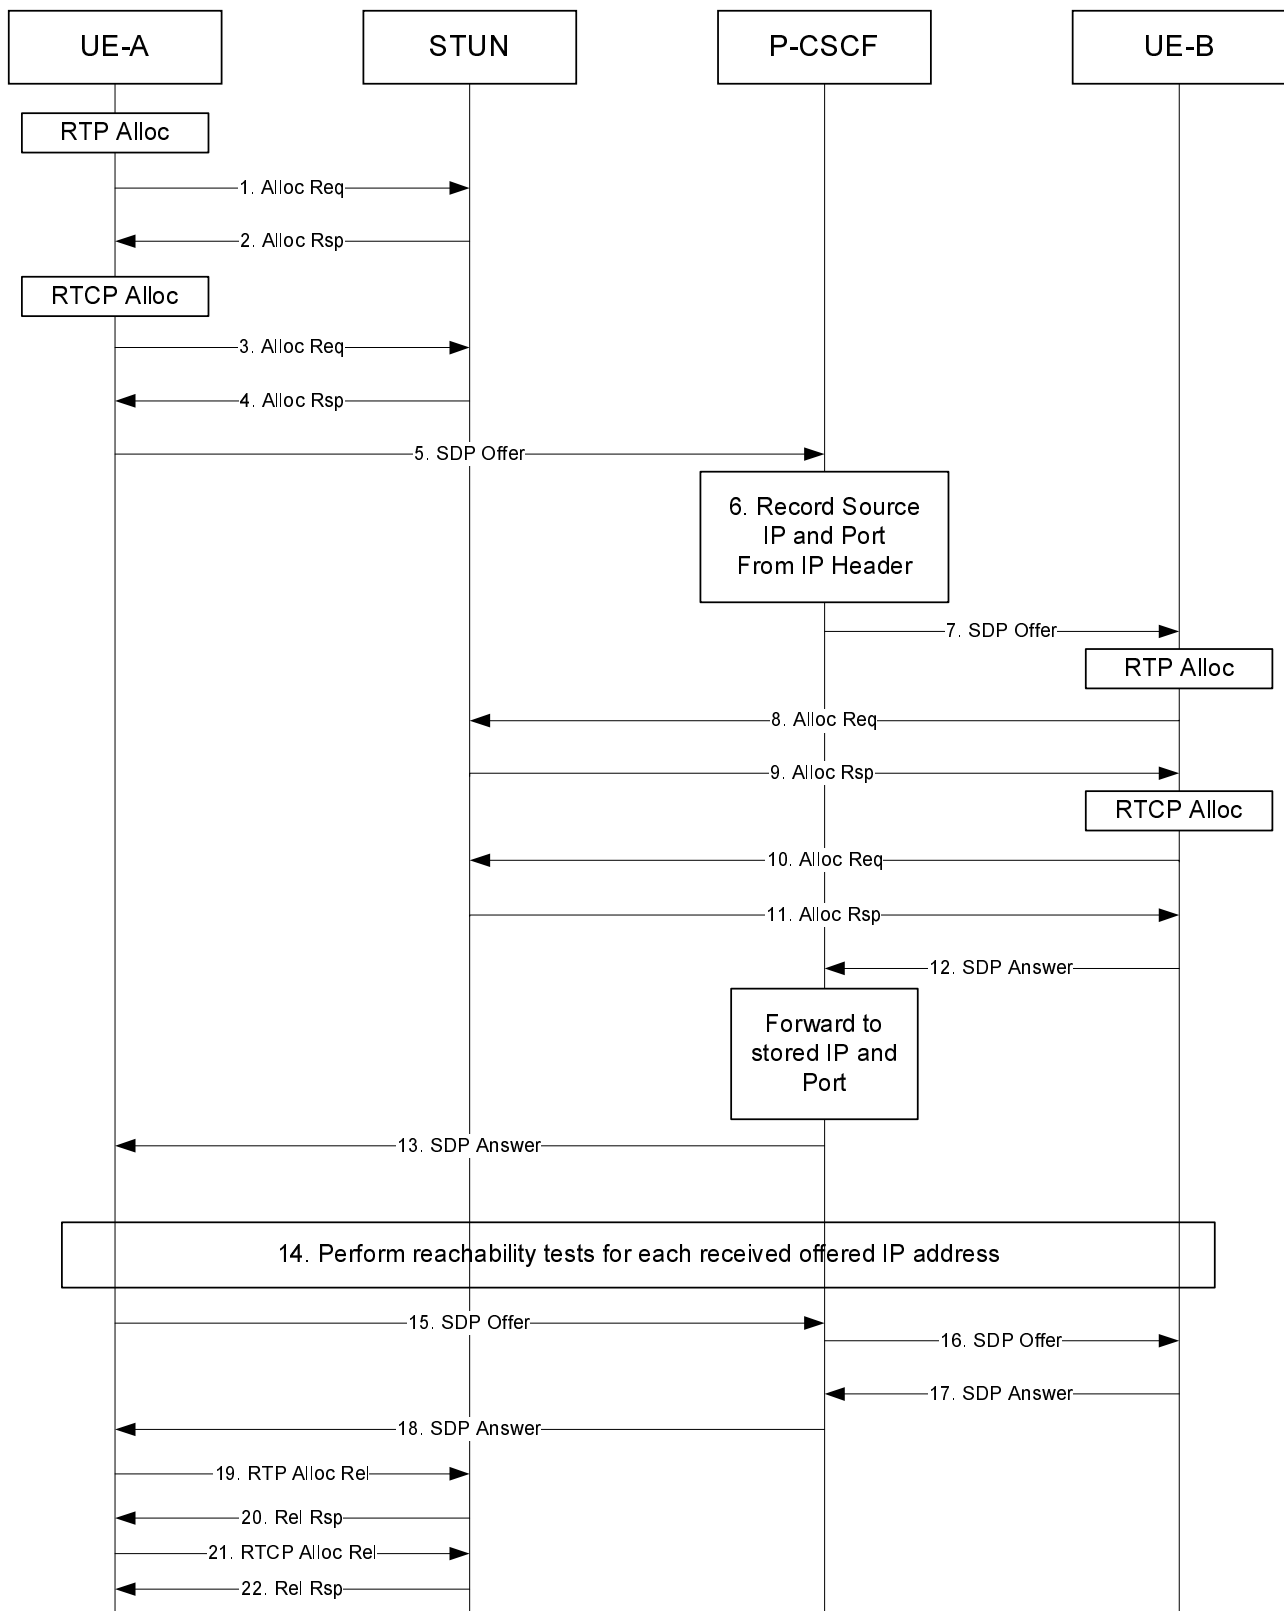 UE-A
STUN
P-CSCF
UE-B
RTP Alloc
1. Alloc Req
2. Alloc Rsp
RTCP Alloc
3. Alloc Req
4. Alloc Rsp
5. SDP Offer
6. Record Source
IP and Port
From IP Header
7. SDP Offer
RTP Alloc
8. Alloc Req
9. Alloc Rsp
RTCP Alloc
10. Alloc Req
11. Alloc Rsp
12. SDP Answer
Forward to
stored IP and
Port
13. SDP Answer
14. Perform reachability tests for each received offered IP address
15. SDP Offer
16. SDP Offer
17. SDP Answer
18. SDP Answer
19. RTP Alloc Rel
20. Rel Rsp
21. RTCP Alloc Rel
22. Rel Rsp